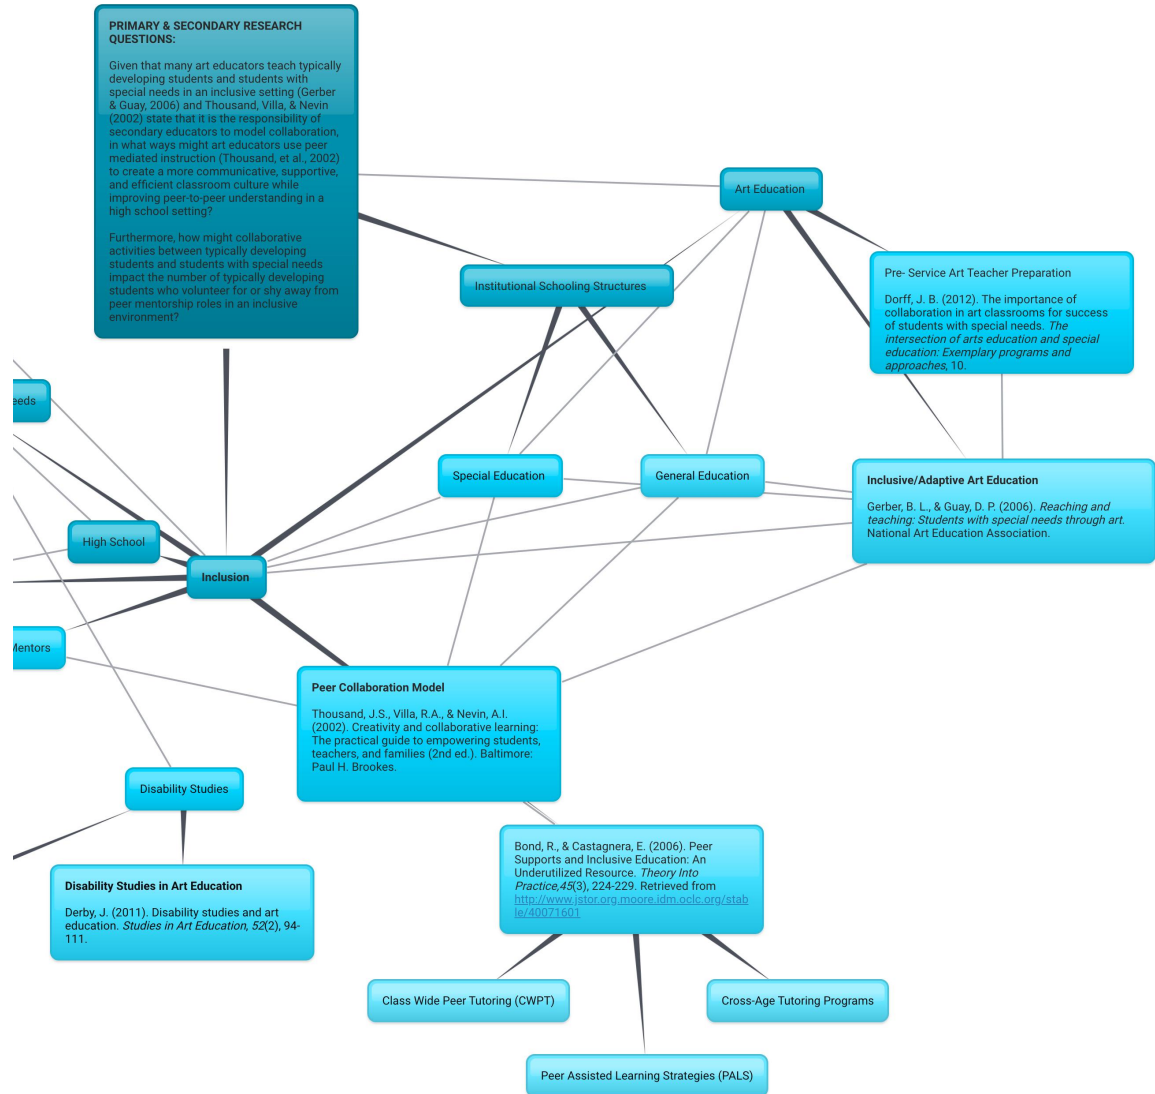 PRIMARY & SECONDARY RESEARCH
QUESTIONS:
Given that many art educators teach typically
developing students and students with
special needs in an inclusive setting (Gerber
& Guay, 2006) and Thousand, Villa, & Nevin
(2002) state that it is the responsibility of
secondary educators to model collaboration,
in what ways might art educators use peer
mediated instruction (Thousand, et al., 2002)
to create a more communicative, supportive,
and efficient classroom culture while
improving peer-to-peer understanding in a
high school setting?
Furthermore, how might collaborative
activities between typically developing
students and students with special needs
impact the number of typically developing
students who volunteer for or shy away from
peer mentorship roles in an inclusive
environment?
Art Education
Institutional Schooling Structures
Pre- Service Art Teacher Preparation
Dorff, J. B. (2012). The importance of
collaboration in art classrooms for success
of students with special needs. The
intersection of arts education and special
education: Exemplary programs and
approaches, 10.
eeds
Special Education
General Education
Inclusive/Adaptive Art Education
Gerber, B. L., & Guay, D. P. (2006). Reaching and
teaching: Students with special needs through art.
National Art Education Association.
High School
Inclusion
Mentors
Peer Collaboration Model
Thousand, J.S., Villa, R.A., & Nevin, A.I.
(2002). Creativity and collaborative learning:
The practical guide to empowering students,
teachers, and families (2nd ed.). Baltimore:
Paul H. Brookes.
Disability Studies
Disability Studies in Art Education
Derby, J. (2011). Disability studies and art
education. Studies in Art Education, 52(2), 94-
111.
Bond, R., & Castagnera, E. (2006). Peer
Supports and Inclusive Education: An
Underutilized Resource. Theory Into
Practice,45(3), 224-229. Retrieved from
http://www.jstor.org.moore.idm.oclc.org/stab
le/40071601
Class Wide Peer Tutoring (CWPT)
Cross-Age Tutoring Programs
Peer Assisted Learning Strategies (PALS)